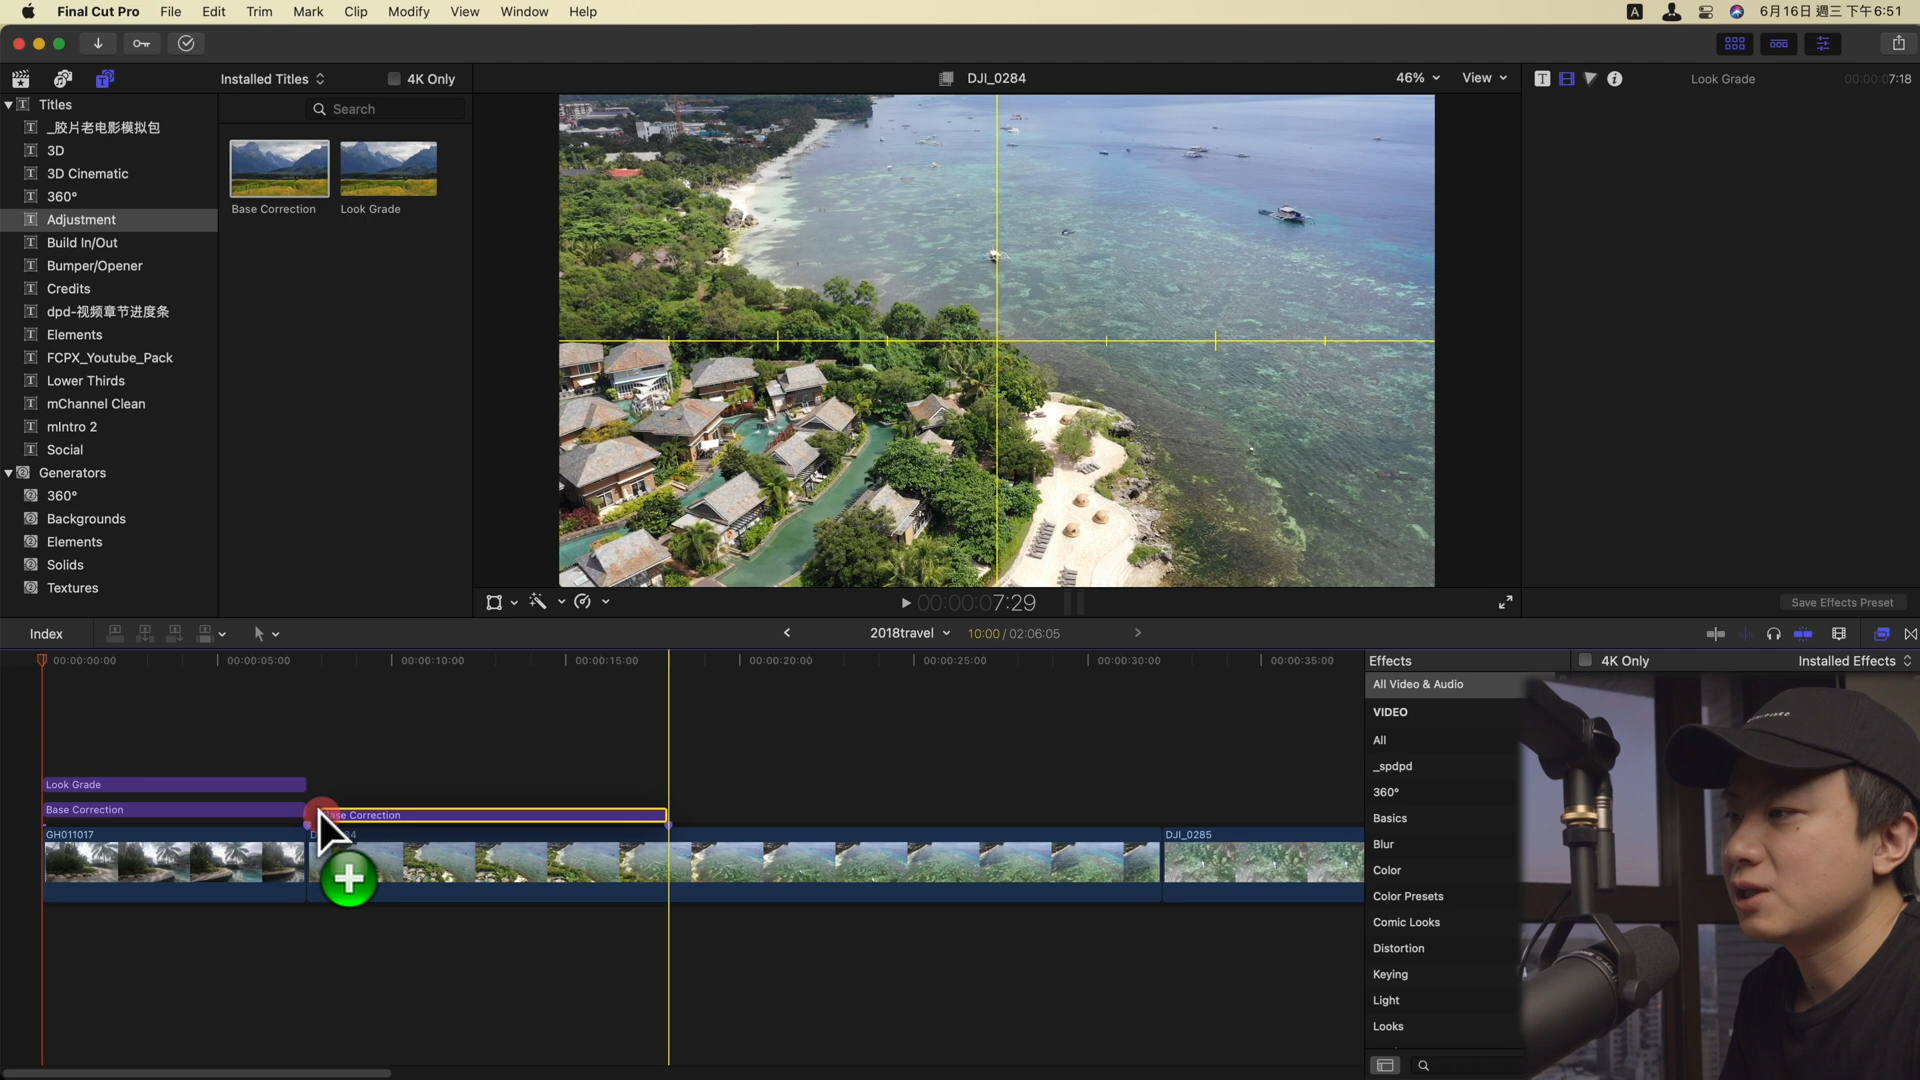 Final Cut Pro File Edit Trim Mark Clip Modify View Window Help
A
6月16日 週三 下午6:51
Installed Titles
4K Only
DJI_0284
46%
View
Look Grade
00:00:07:18
Titles
Search
_胶片老电影模拟包
3D
3D Cinematic
360°
Adjustment
Build In/Out
Bumper/Opener
Credits
dpd-视频章节进度条
Elements
FCPX_Youtube_Pack
Lower Thirds
mChannel Clean
mIntro 2
Social
Generators
360°
Backgrounds
Elements
Solids
Textures
Base Correction
Look Grade
00:00:07:29
Save Effects Preset
Index
2018travel
10:00 / 02:06:05
00:00:00:00
00:00:05:00
00:00:10:00
00:00:15:00
00:00:20:00
00:00:25:00
00:00:30:00
00:00:35:00
Look Grade
Base Correction
Correction
GH011017
DJI_0285
Effects
4K Only
Installed Effects
All Video & Audio
VIDEO
All
_spdpd
360°
Basics
Blur
Color
Color Presets
Comic Looks
Distortion
Keying
Light
Looks